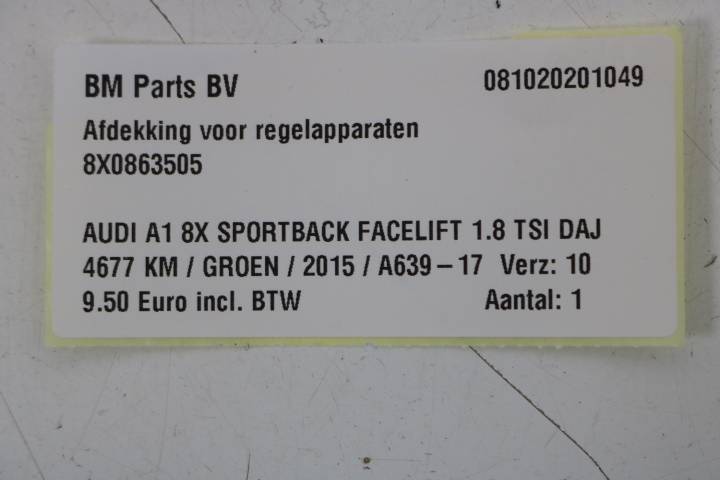 BM Parts BV 081020201049
Afdekking voor regelapparaten
8X0863505
AUDI A1 8X SPORTBACK FACELIFT 1.8 TSI DAJ
4677 KM / GROEN / 2015 / A639-17 Verz: 10
9.50 Euro incl. BTW Aantal: 1